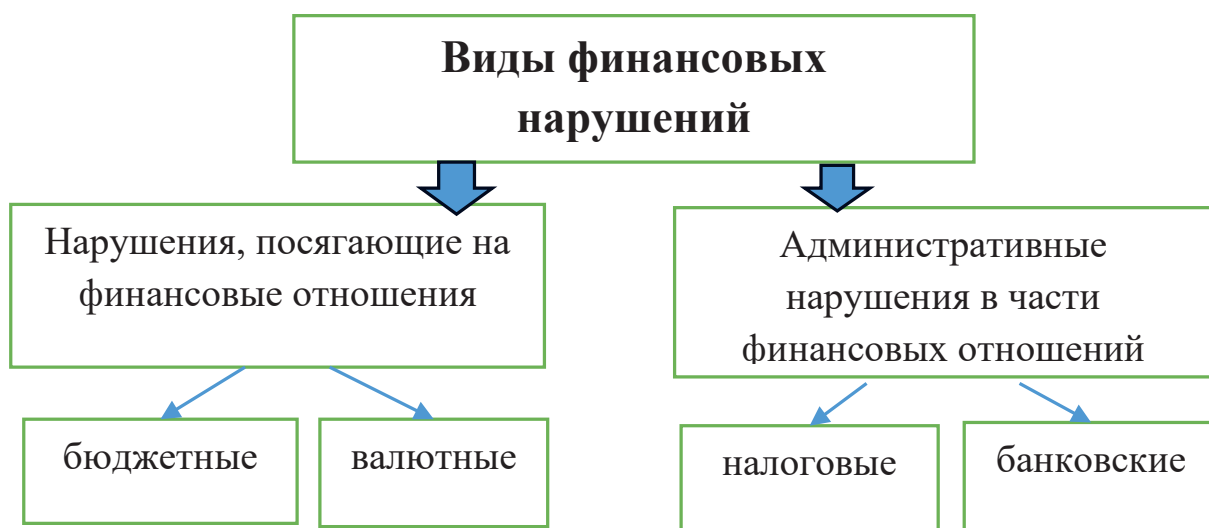 Виды финансовых
нарушений
Нарушения, посягающие на
финансовые отношения
Административные
нарушения в части
финансовых отношений
бюджетные
валютные
налоговые
банковские